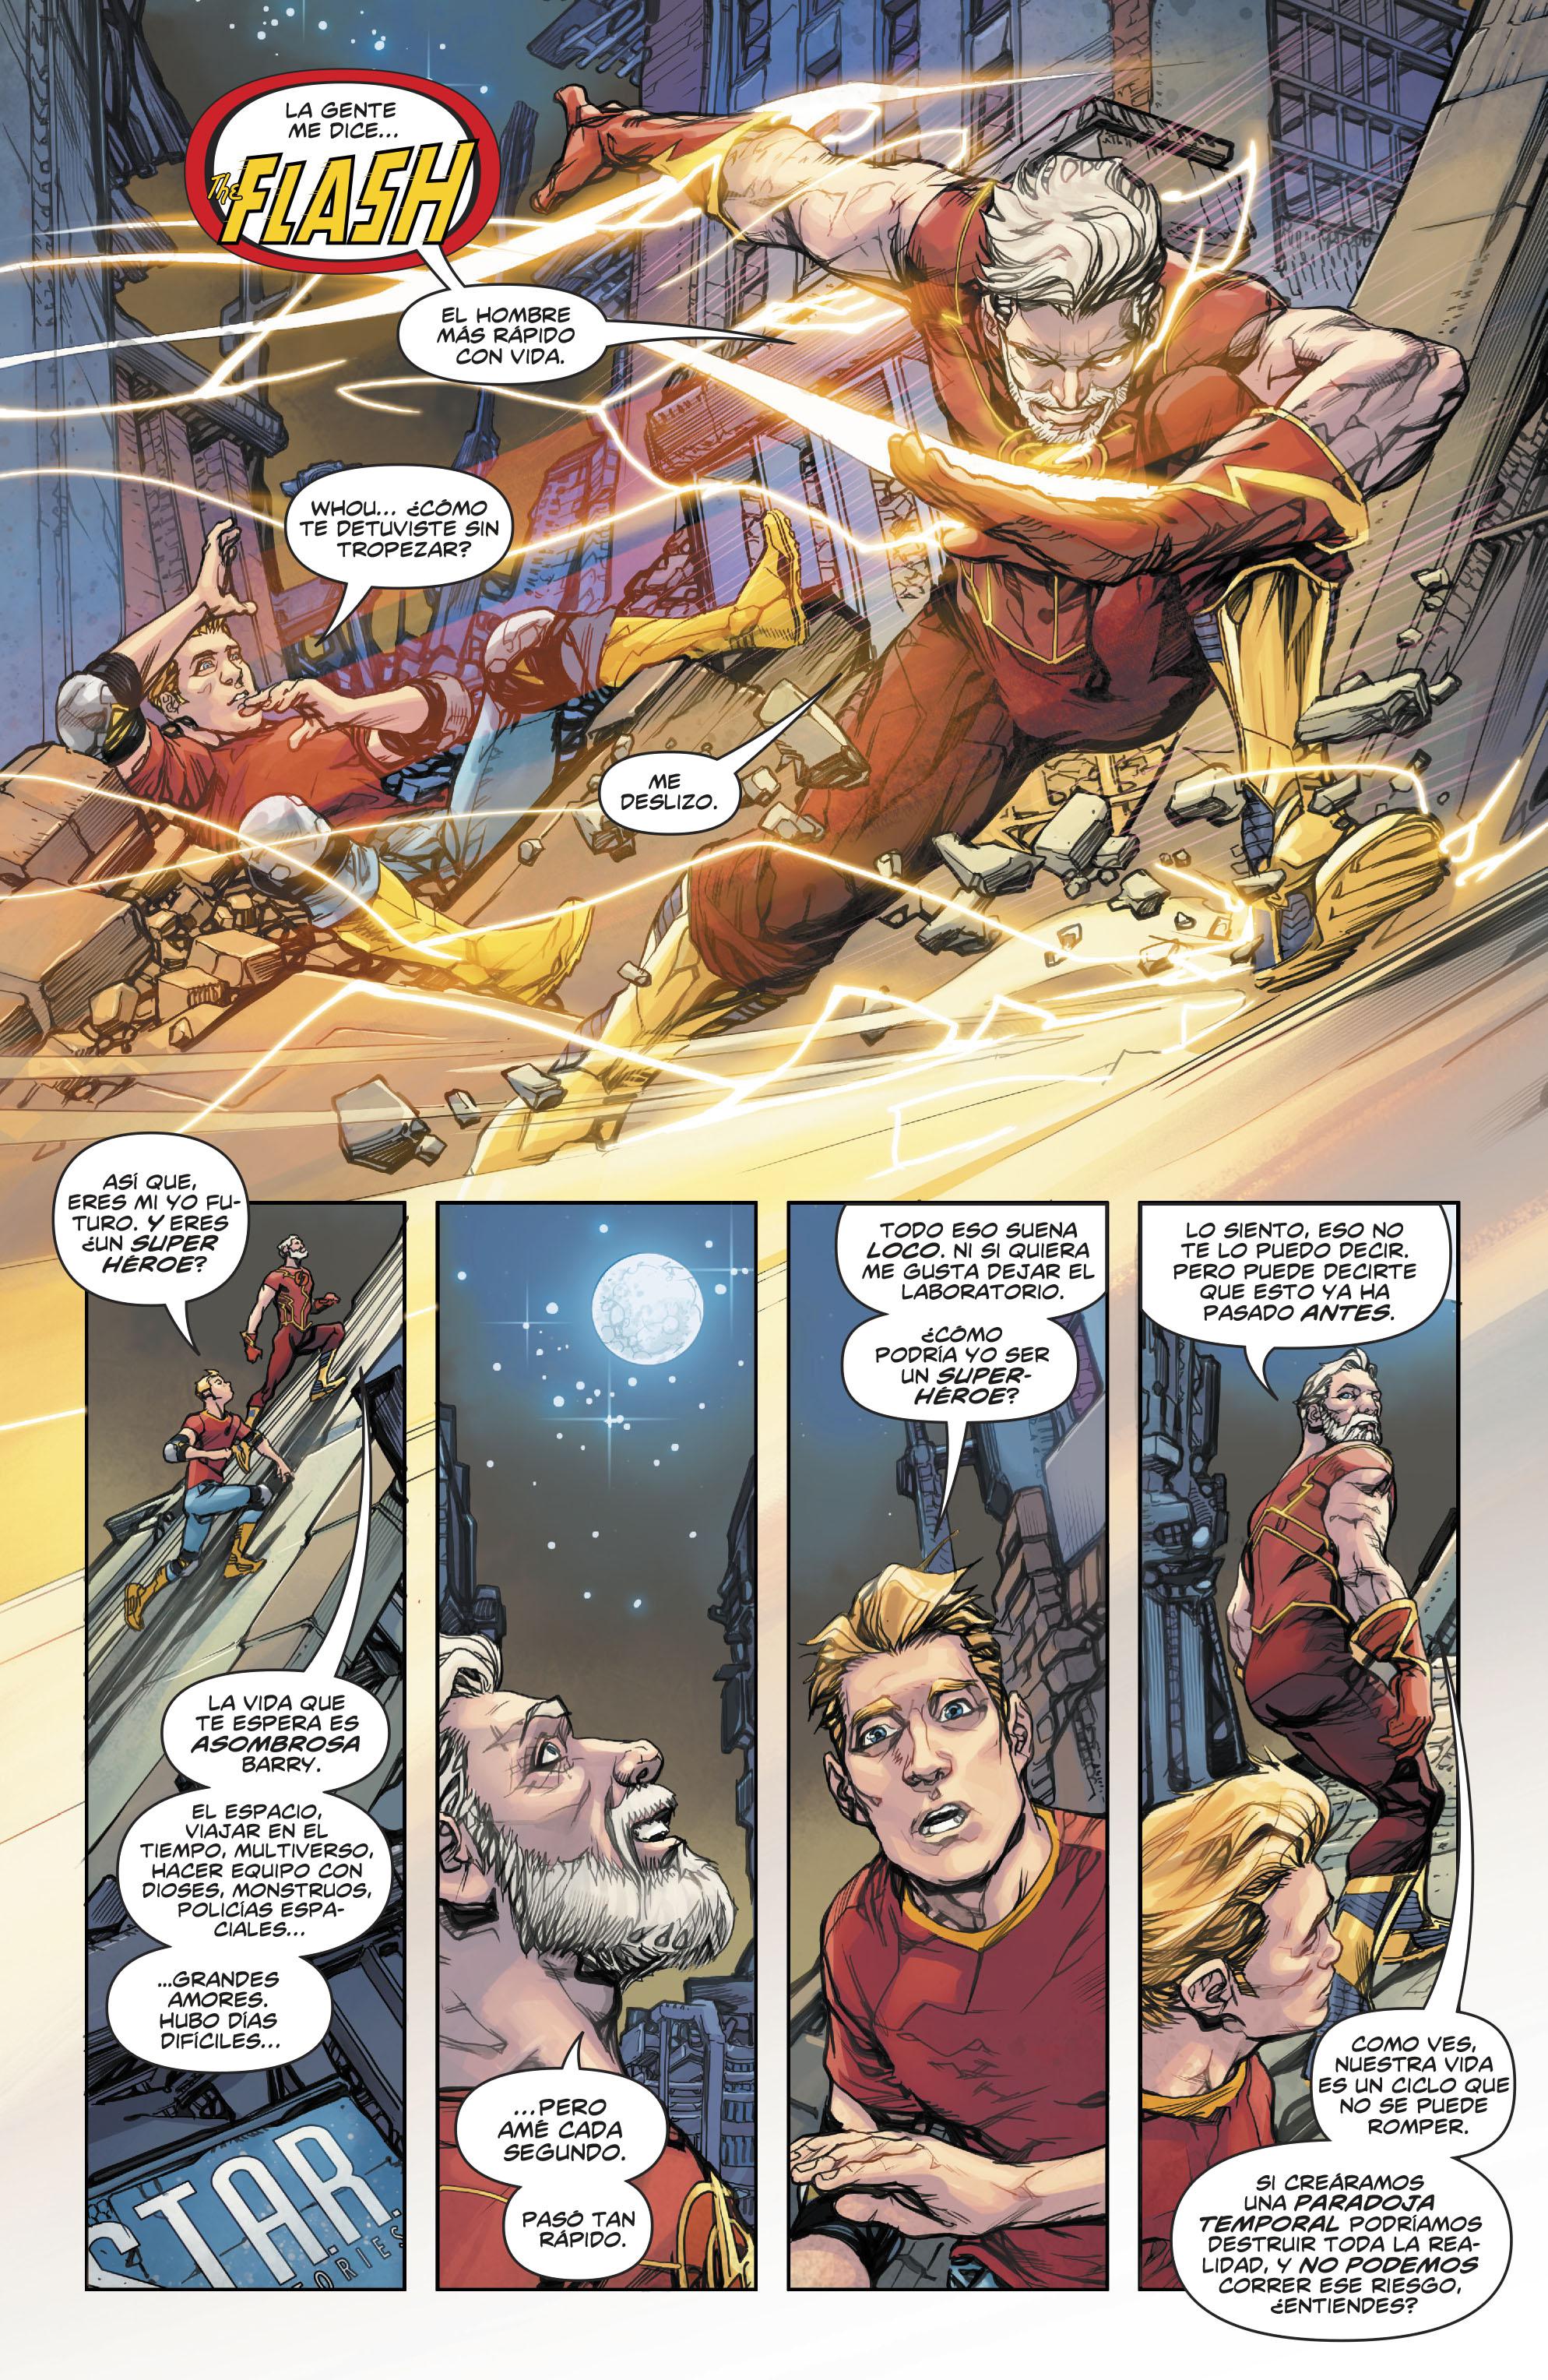 LA GENTE
ME DICE...
The FLASH
EL HOMBRE
MÁS RÁPIDO
CON VIDA.
WHOU... ¿CÓMO
TE DETUVISTE SIN
TROPEZAR?
ME
DESLIZO.
ASÍ QUE,
ERES MI YO FU-
TURO. Y ERES
¿UN SUPER
HÉROE?
LA VIDA QUE
TE ESPERA ES
ASOMBROSA
BARRY.
EL ESPACIO,
VIAJAR EN EL
TIEMPO, MULTIVERSO,
HACER EQUIPO CON
DIOSES, MONSTRUOS,
POLICÍAS ESPA-
CIALES...
...GRANDES
AMORES.
HUBO DÍAS
DIFÍCILES...
S.T.A.R.
TORIES
...PERO
AMÉ CADA
SEGUNDO.
PASÓ TAN
RÁPIDO.
TODO ESO SUENA
LOCO. NI SI QUIERA
ME GUSTA DEJAR EL
LABORATORIO.
¿CÓMO
PODRÍA YO SER
UN SUPER-
HÉROE?
LO SIENTO, ESO NO
TE LO PUEDO DECIR.
PERO PUEDE DECIRTE
QUE ESTO YA HA
PASADO ANTES.
COMO VES,
NUESTRA VIDA
ES UN CICLO QUE
NO SE PUEDE
ROMPER.
SI CREÁRAMOS
UNA PARADOJA
TEMPORAL PODRÍAMOS
DESTRUIR TODA LA REA-
LIDAD, Y NO PODEMOS
CORRER ESE RIESGO,
¿ENTIENDES?